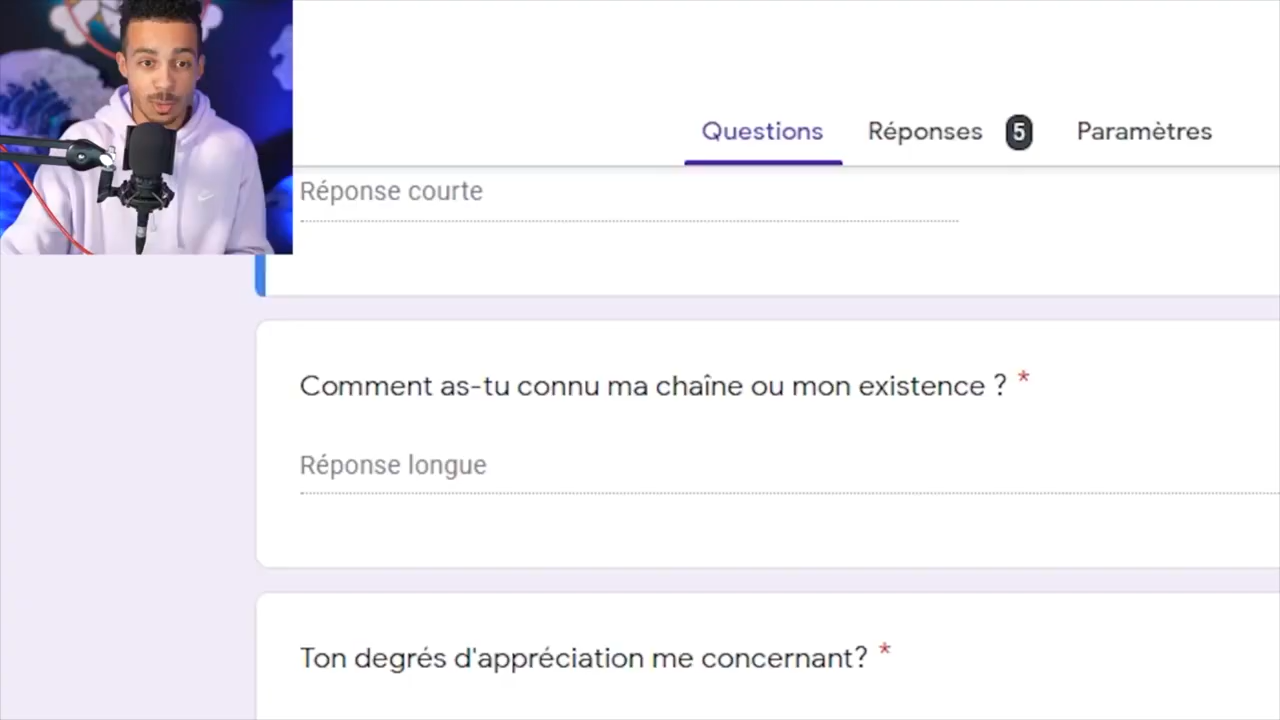 Questions Réponses 5 Paramètres
Réponse courte
Comment as-tu connu ma chaîne ou mon existence ? *
Réponse longue
Ton degrés d'appréciation me concernant? *